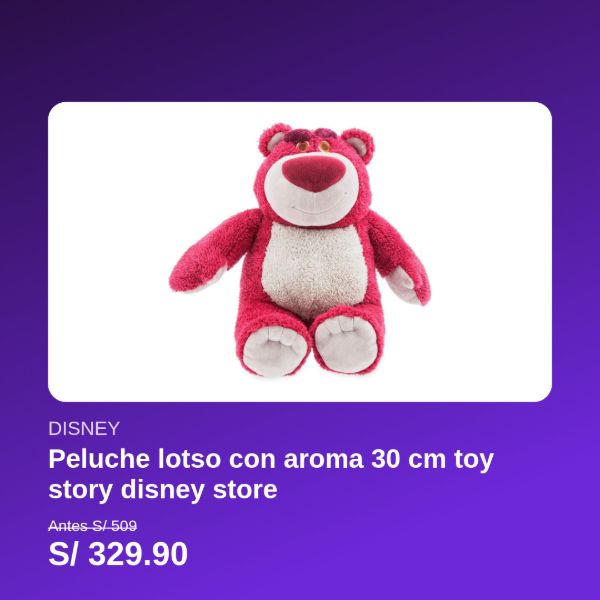 DISNEY
Peluche lotso con aroma 30 cm toy
story disney store
Antes S/ 509
S/ 329.90